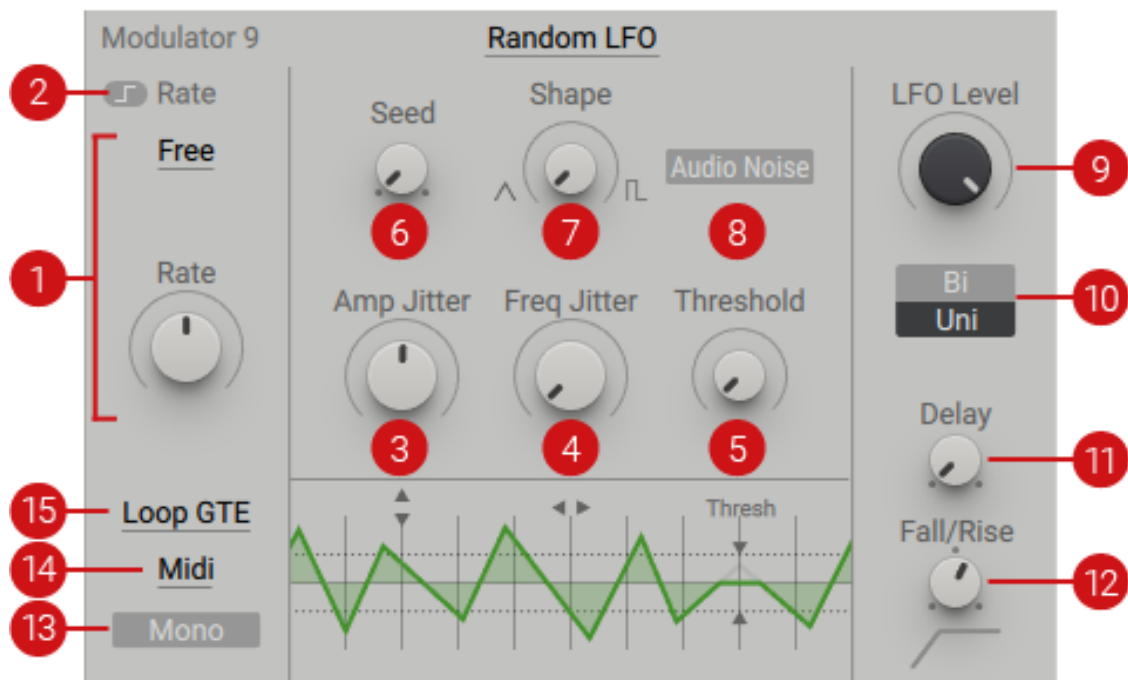 Modulator 9
Random LFO
2
Rate
Free
1
Rate
Seed
Shape
Audio Noise
6
7
8
Amp Jitter
Freq Jitter
Threshold
3
4
5
Thresh
LFO Level
9
Bi
Uni
10
Delay
11
Fall/Rise
12
15
Loop GTE
14
Midi
13
Mono